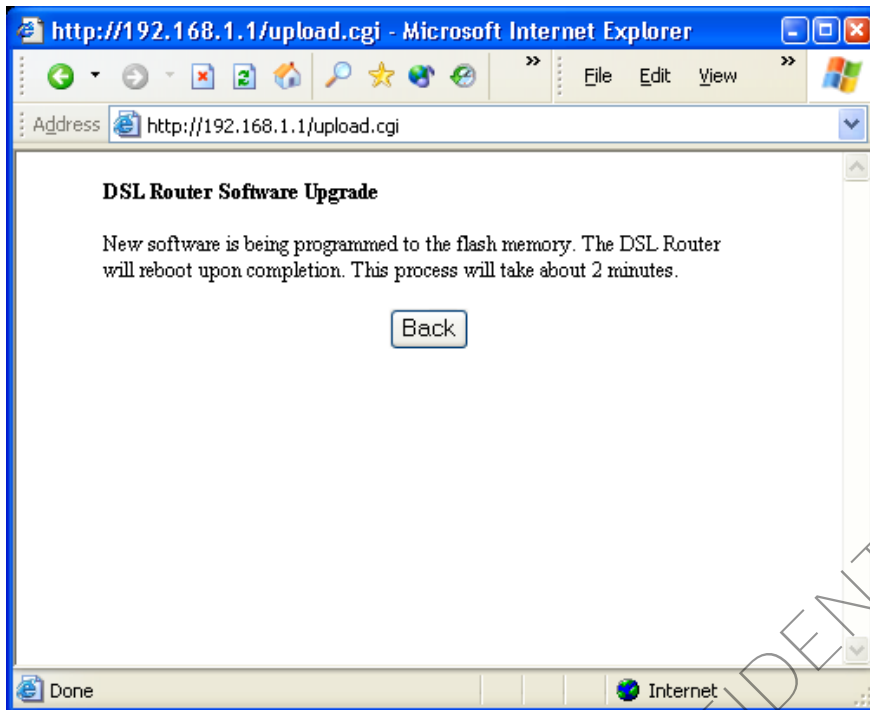 http://192.168.1.1/upload.cgi - Microsoft Internet Explorer
» File Edit View »
Address http://192.168.1.1/upload.cgi
DSL Router Software Upgrade
New software is being programmed to the flash memory. The DSL Router
will reboot upon completion. This process will take about 2 minutes.
Back
Done Internet